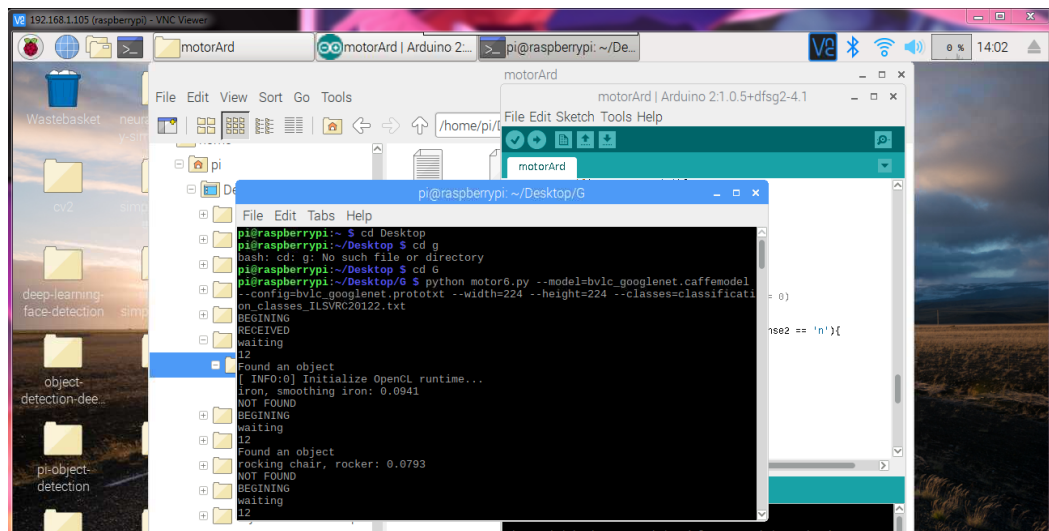 192.168.1.105 (raspberrypi) - VNC Viewer
motorArd
motorArd | Arduino 2:...
pi@raspberrypi: ~/De...
0 %
14:02
Wastebasket
cv2
deep-learning-
face-detection
object-
detection-dee...
pi-object-
detection
motorArd
File Edit View Sort Go Tools
pi
motorArd | Arduino 2:1.0.5+dfsg2-4.1
File Edit Sketch Tools Help
motorArd
= 0)
== 'n'){
pi@raspberrypi: ~/Desktop/G
File Edit Tabs Help
pi@raspberrypi:~ $ cd Desktop
pi@raspberrypi:~/Desktop $ cd g
bash: cd: g: No such file or directory
pi@raspberrypi:~/Desktop $ cd G
pi@raspberrypi:~/Desktop/G $ python motor6.py --model=bvlc_googlenet.caffemodel
--config=bvlc_googlenet.prototxt --width=224 --height=224 --classes=classificati
on_classes_ILSVRC20122.txt
BEGINING
RECEIVED
waiting
12
Found an object
[ INFO:0] Initialize OpenCL runtime...
iron, smoothing iron: 0.0941
NOT FOUND
BEGINING
waiting
12
Found an object
rocking chair, rocker: 0.0793
NOT FOUND
BEGINING
waiting
12